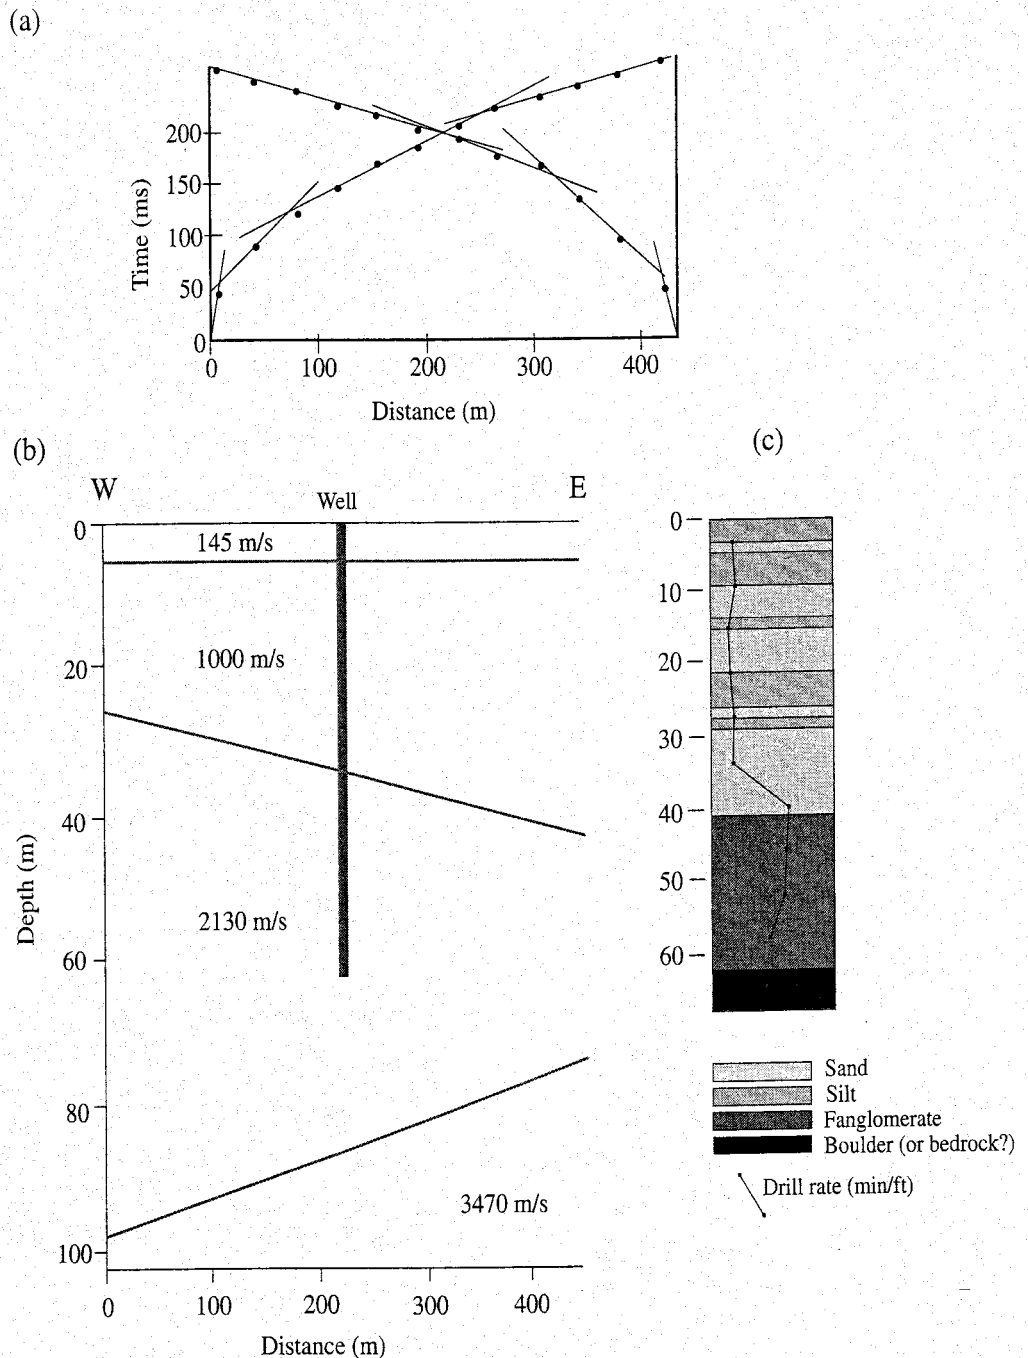 (a)
200
150
100
50
0
Time (ms)
0 100 200 300 400
Distance (m)
(b)
W
Well
E
0
20
40
60
80
100
Depth (m)
145 m/s
1000 m/s
2130 m/s
3470 m/s
0 100 200 300 400
Distance (m)
(c)
0
10
20
30
40
50
60
Sand
Silt
Fanglomerate
Boulder (or bedrock?)
Drill rate (min/ft)